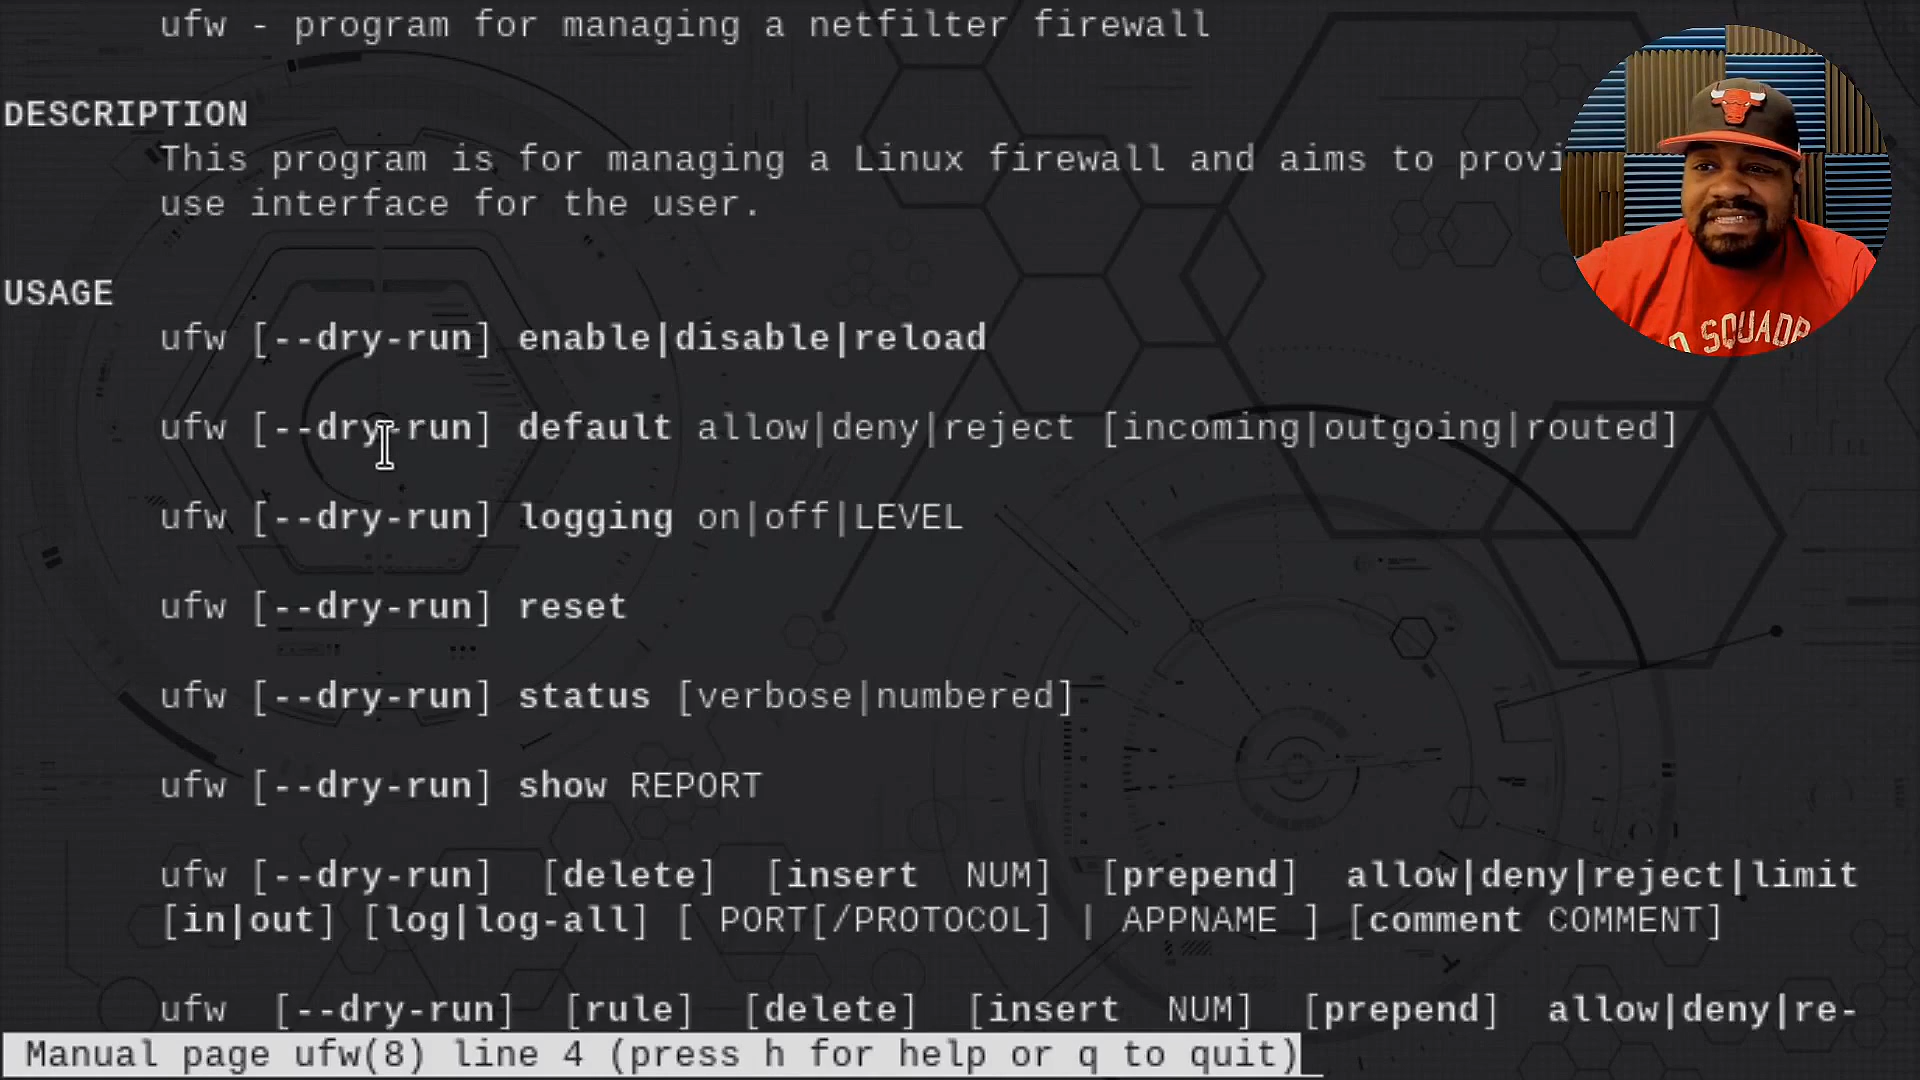 ufw - program for managing a netfilter firewall
DESCRIPTION
This program is for managing a Linux firewall and aims to provi
use interface for the user.
USAGE
ufw [--dry-run] enable|disable|reload
ufw [--dry-run] default allow|deny|reject [incoming|outgoing|routed]
ufw [--dry-run] logging on|off|LEVEL
ufw [--dry-run] reset
ufw [--dry-run] status [verbose|numbered]
ufw [--dry-run] show REPORT
ufw [--dry-run] [delete] [insert NUM] [prepend] allow|deny|reject|limit
[in|out] [log|log-all] [ PORT[/PROTOCOL] | APPNAME ] [comment COMMENT]
ufw [--dry-run] [rule] [delete] [insert NUM] [prepend] allow|deny|re-
Manual page ufw(8) line 4 (press h for help or q to quit)
SQUADR